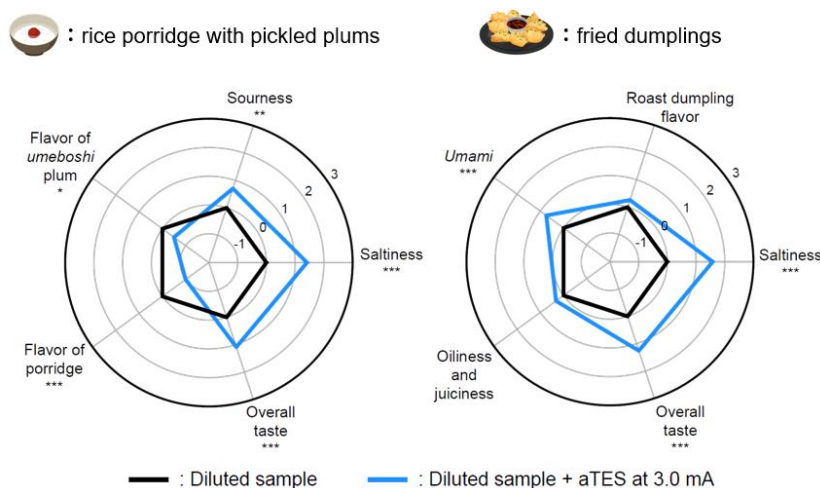 : rice porridge with pickled plums
: fried dumplings
Sourness
**
Flavor of
umeboshi
plum
*
3
2
1
0
-1
Saltiness
***
Flavor of
porridge
***
Overall
taste
***
Roast dumpling
flavor
Umami
***
3
2
1
0
-1
Saltiness
***
Oiliness
and
juiciness
Overall
taste
***
: Diluted sample
: Diluted sample + aTES at 3.0 mA